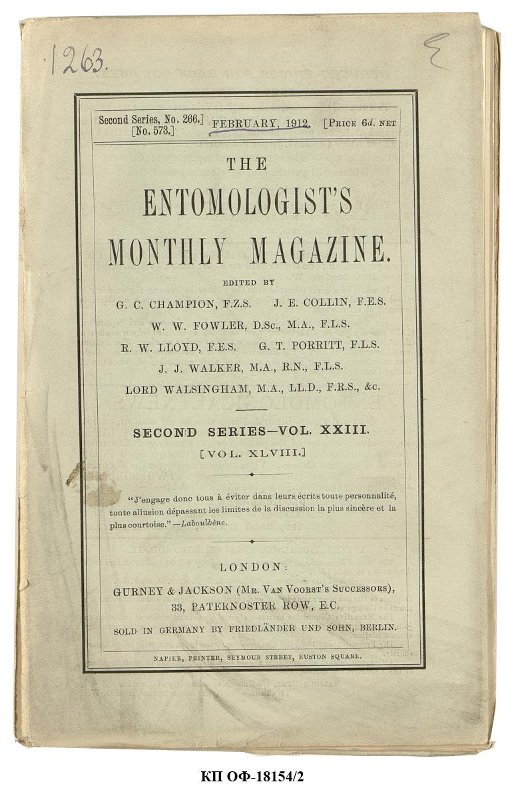 1263.
Second Series, No. 266.]
[No. 573.]
FEBRUARY, 1912.
[PRICE 6d. NET
THE
ENTOMOLOGIST'S
MONTHLY MAGAZINE.
EDITED BY
G. C. CHAMPION, F.Z.S. J. E. COLLIN, F.E.S.
W. W. FOWLER, D.Sc., M.A., F.L.S.
R. W. LLOYD, F.E.S. G. T. PORRITT, F.L.S.
J. J. WALKER, M.A., R.N., F.L.S.
LORD WALSINGHAM, M.A., LL.D., F.R.S., &c.
SECOND SERIES—VOL. XXIII.
[VOL. XLVIII.]
"J'engage donc tous à éviter dans leurs écrits toute personnalité,
toute allusion dépassant les limites de la discussion la plus sincère et la
plus courtoise."—Laboulbène.
LONDON:
GURNEY & JACKSON (MR. VAN VOORST'S SUCCESSORS),
33, PATERNOSTER ROW, E.C.
SOLD IN GERMANY BY FRIEDLÄNDER UND SOHN, BERLIN.
NAPIER, PRINTER, SEYMOUR STREET, EUSTON SQUARE.
КП ОФ-18154/2